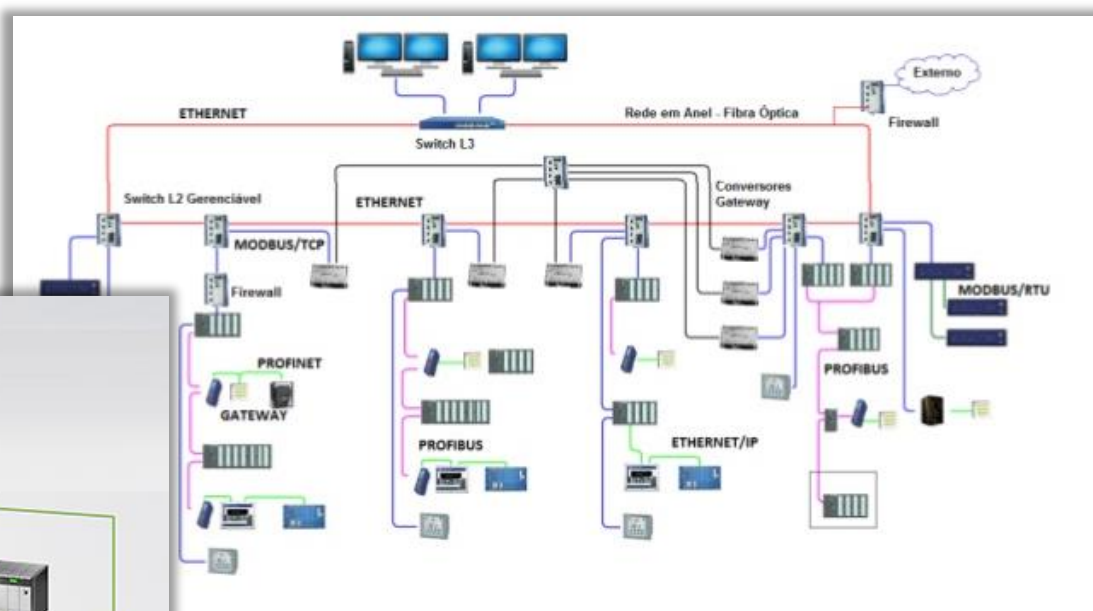 Externo
ETHERNET
Rede em Anel - Fibra Óptica
Firewall
Switch L3
Switch L2 Gerenciável
ETHERNET
Conversores
Gateway
MODBUS/TCP
Firewall
MODBUS/RTU
PROFINET
PROFIBUS
GATEWAY
PROFIBUS
ETHERNET/IP